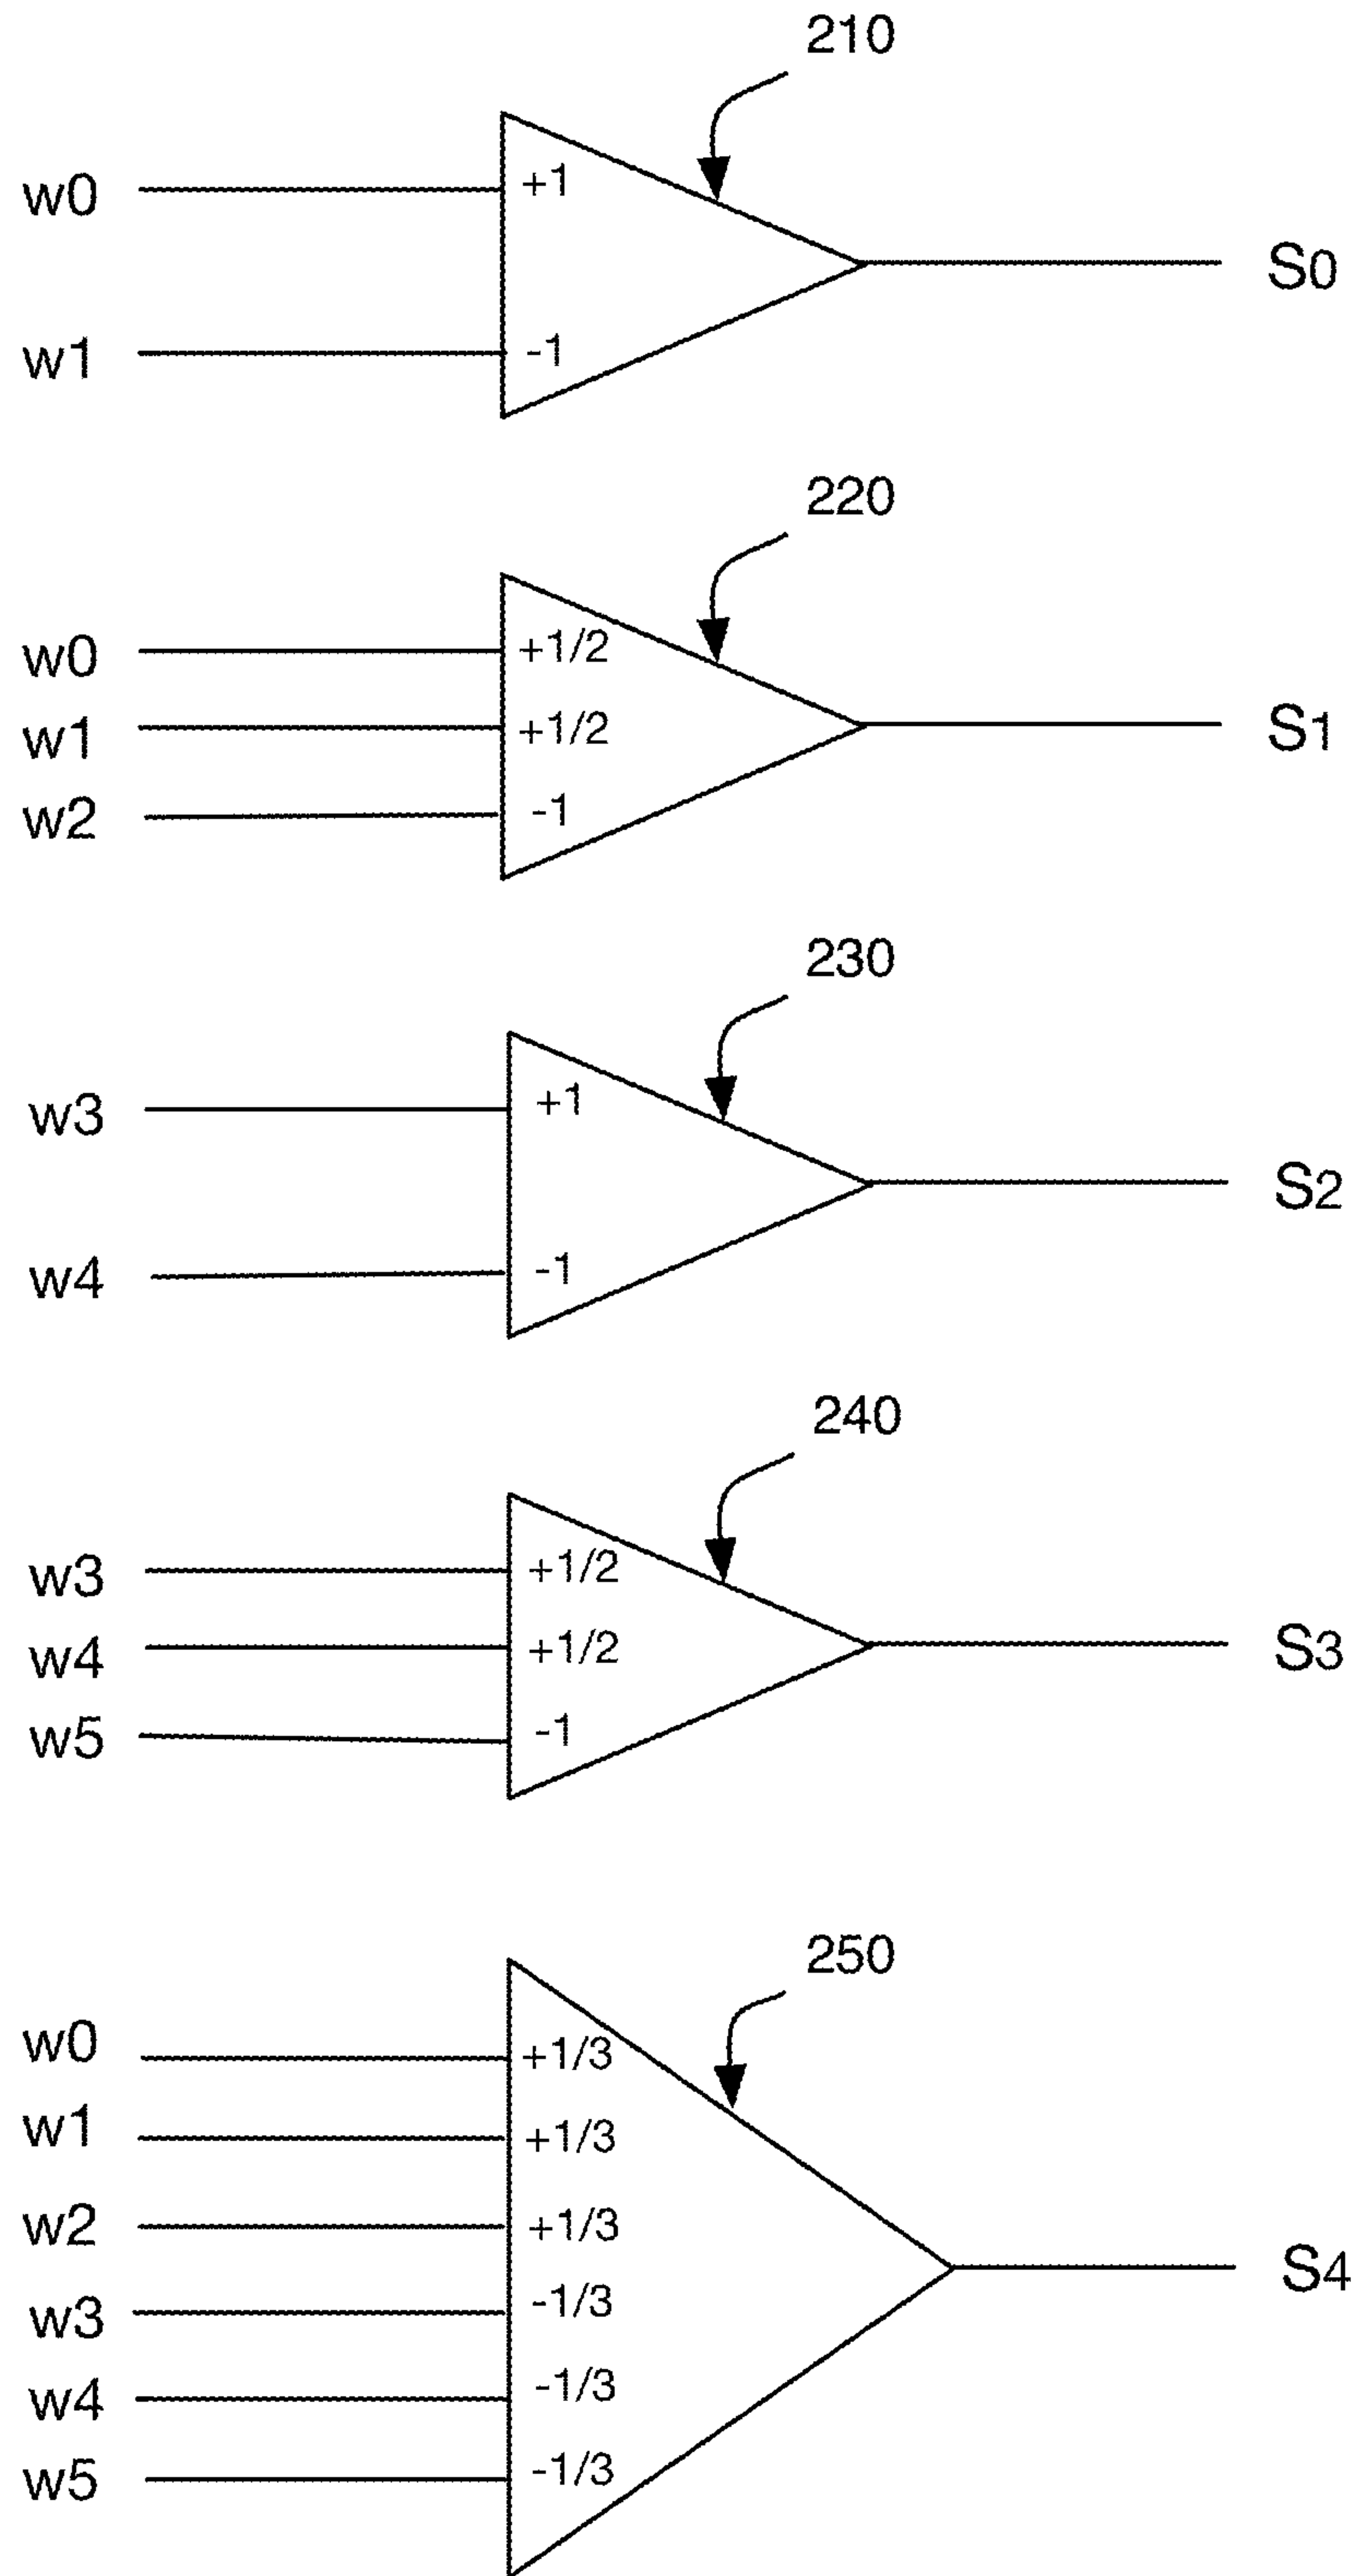 210
w0 +1
S0
w1 -1
220
w0 +1/2
w1 +1/2 S1
w2 -1
230
w3 +1
S2
w4 -1
240
w3 +1/2
w4 +1/2 S3
w5 -1
250
w0 +1/3
w1 +1/3
w2 +1/3
S4
w3 -1/3
w4 -1/3
w5 -1/3